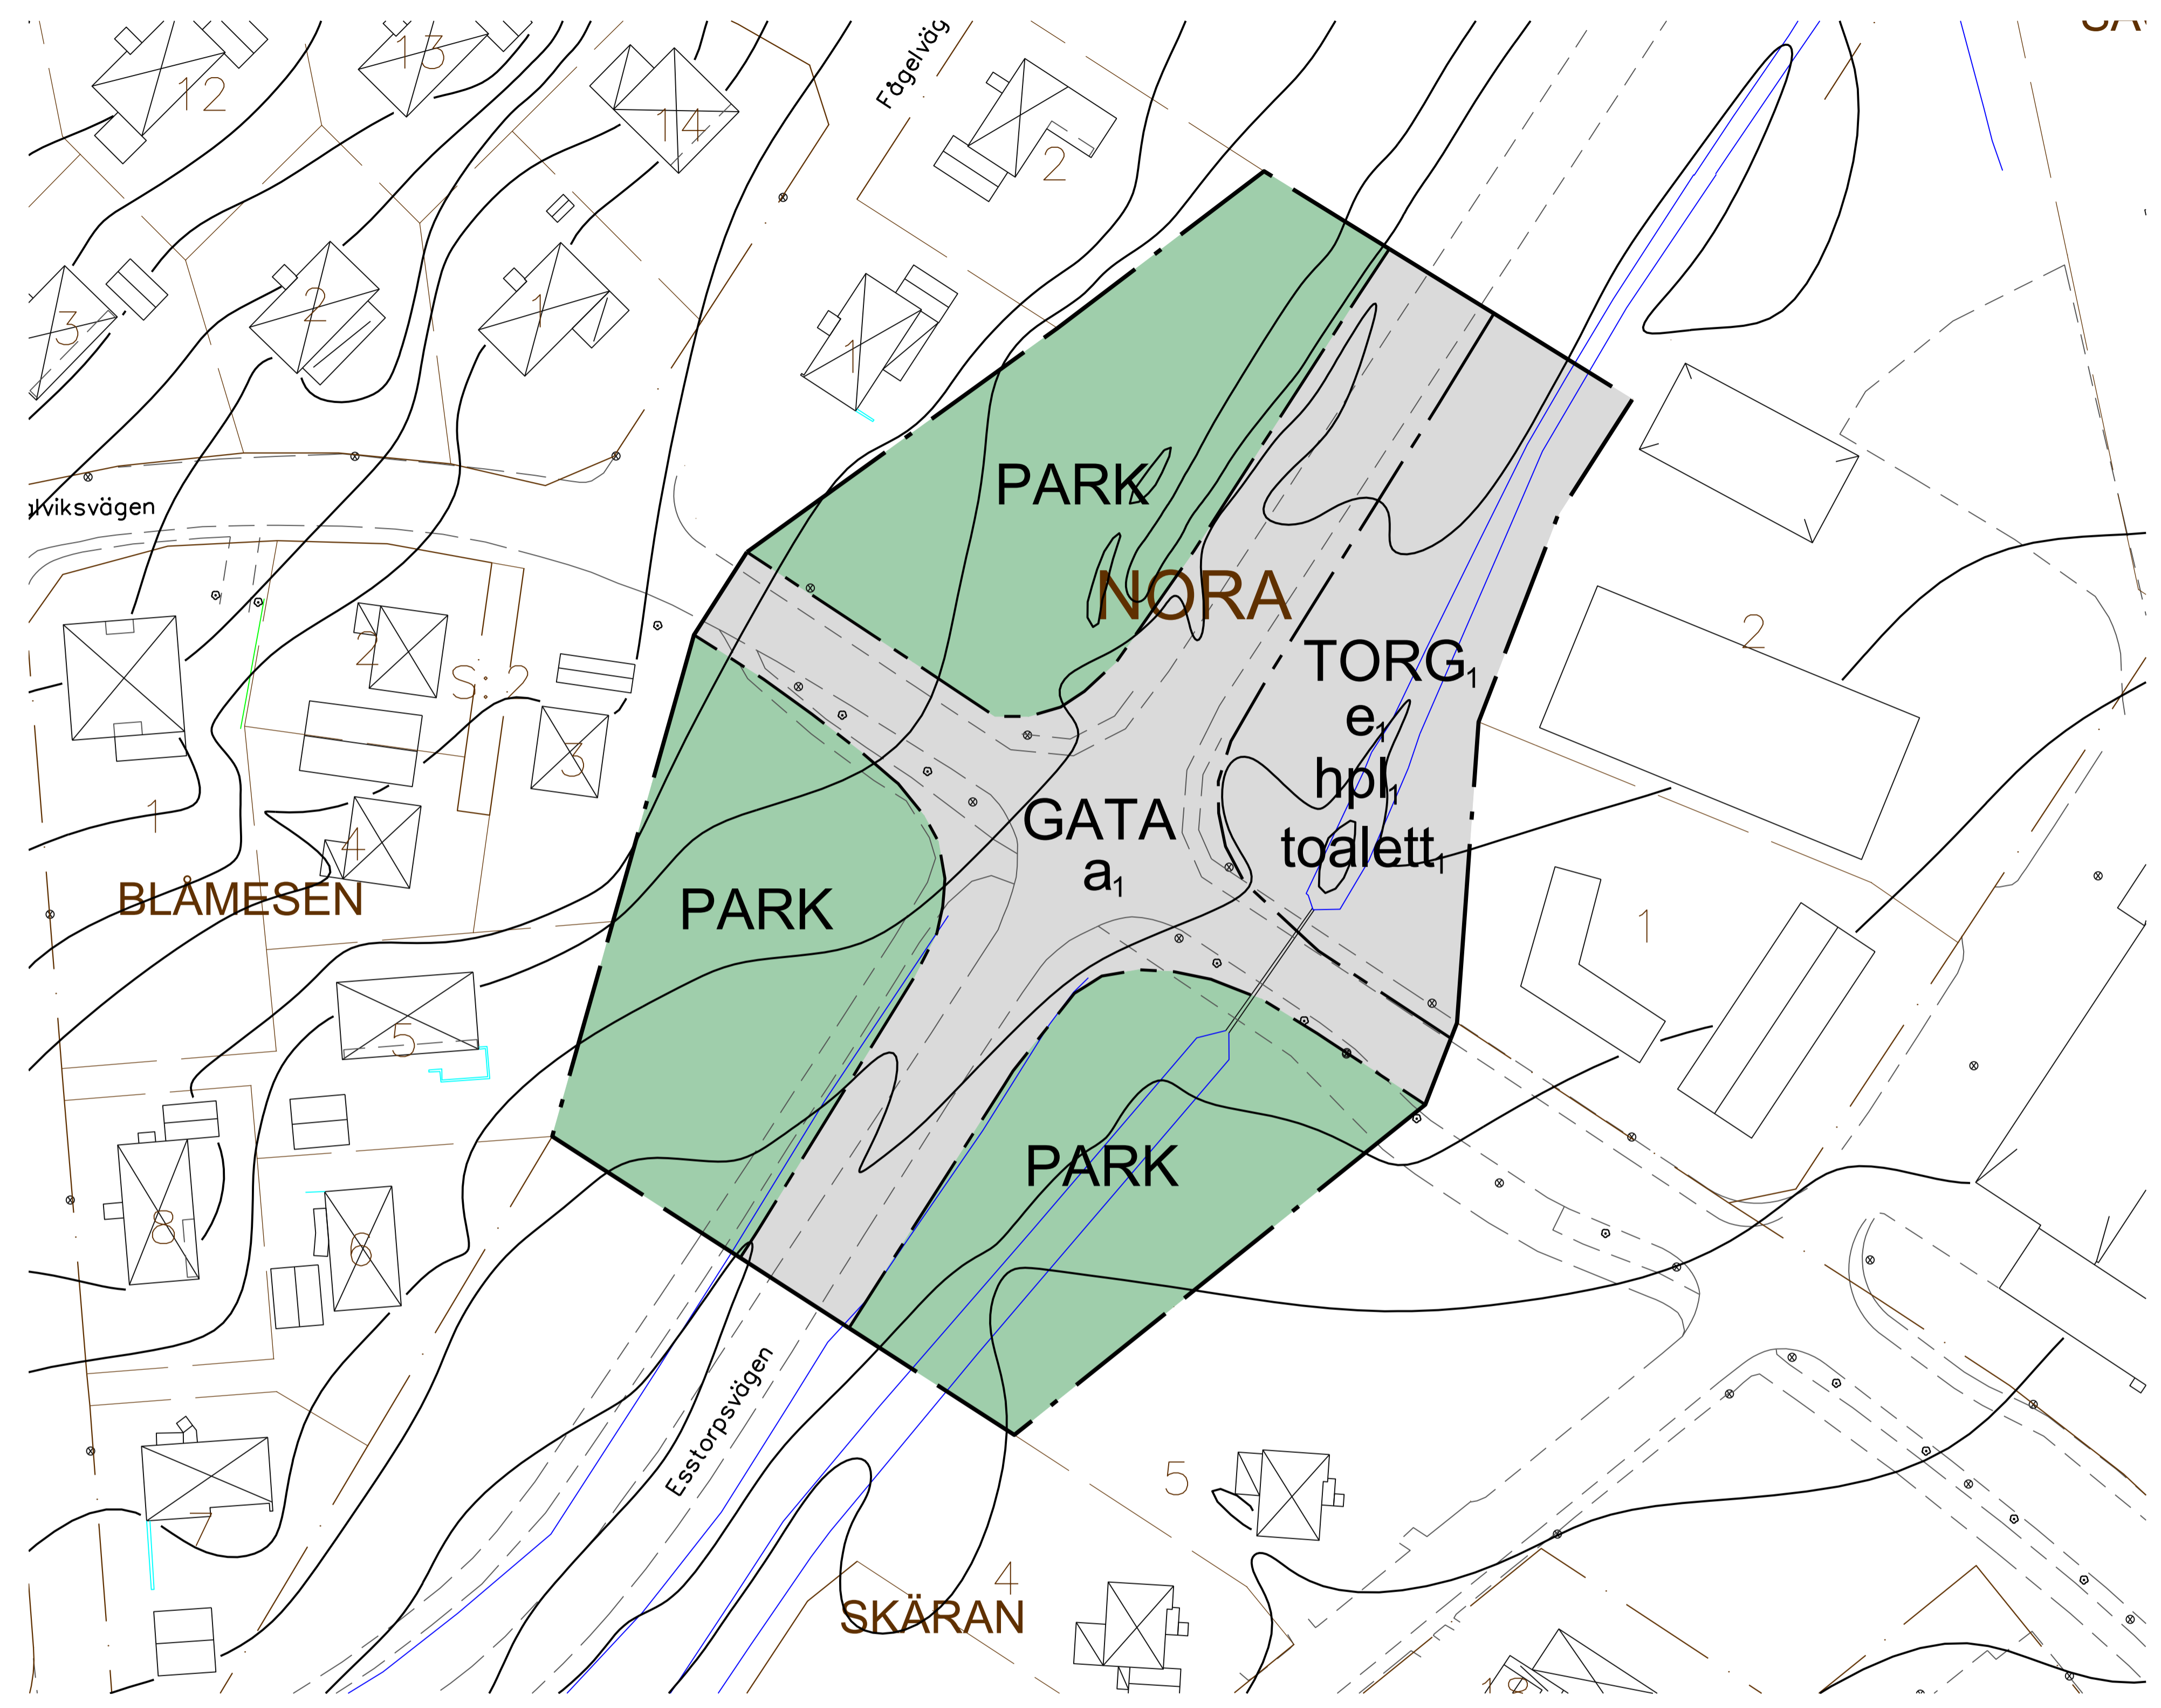 12
13
14
Fågelväg
2
3
2
1
1
PARK
NORA
TORG₁
e₁
hpl₁
toalett₁
2
2
S:2
3
1
4
GATA
a₁
PARK
BLÅMESEN
1
5
PARK
8
6
Esstorpsvägen
5
7
4
SKÄRAN